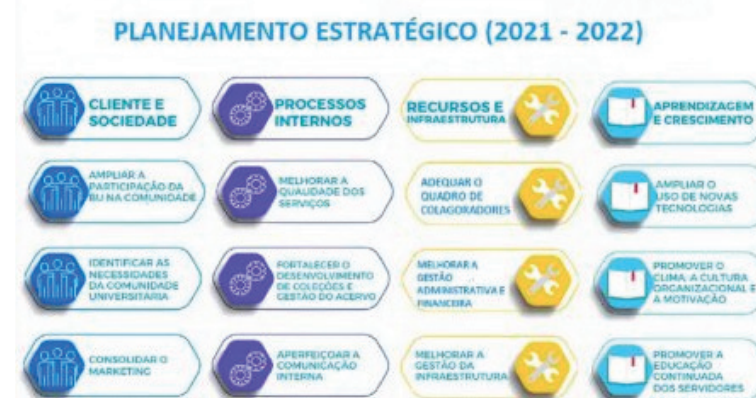 PLANEJAMENTO ESTRATÉGICO (2021 - 2022)
CLIENTE E
SOCIEDADE
PROCESSOS
INTERNOS
RECURSOS E
INFRAESTRUTURA
APRENDIZAGEM
E CRESCIMENTO
AMPLIAR A
PARTICIPAÇÃO DA
BU NA COMUNIDADE
MELHORAR A
QUALIDADE DOS
SERVIÇOS
ADEQUAR O
QUADRO DE
COLAGORADORES
AMPLIAR O
USO DE NOVAS
TECNOLOGIAS
IDENTIFICAR AS
NECESSIDADES
DA COMUNIDADE
UNIVERSITÁRIA
FORTALECER O
DESENVOLVIMENTO
DE COLEÇÕES E
GESTÃO DO ACERVO
MELHORAR A
GESTÃO
ADMINISTRATIVA E
FINANCEIRA
PROMOVER O
CLIMA, A CULTURA
ORGANIZACIONAL E
A MOTIVAÇÃO
CONSOLIDAR O
MARKETING
APERFEIÇOAR A
COMUNICAÇÃO
INTERNA
MELHORAR A
GESTÃO DA
INFRAESTRUTURA
PROMOVER A
EDUCAÇÃO
CONTINUADA
DOS SERVIDORES